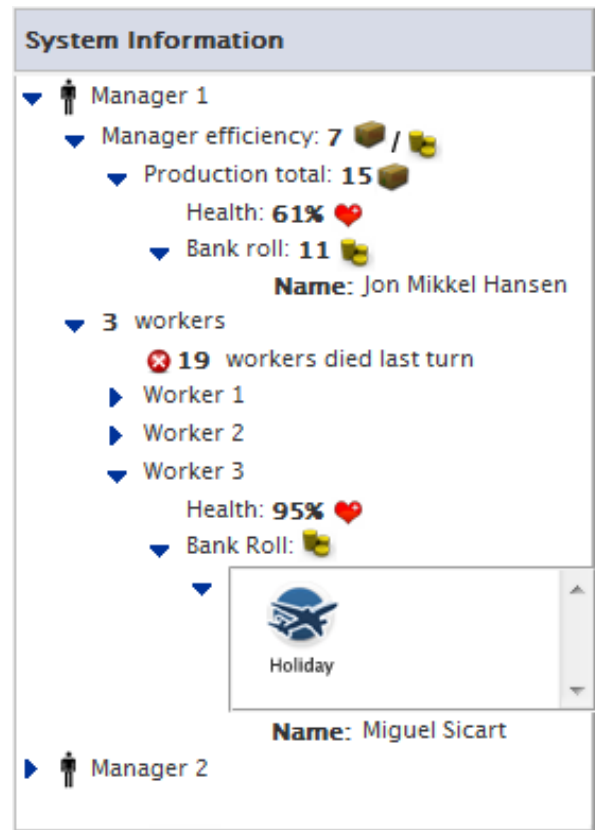 System Information
Manager 1
Manager efficiency: 7 /
Production total: 15
Health: 61%
Bank roll: 11
Name: Jon Mikkel Hansen
3 workers
19 workers died last turn
Worker 1
Worker 2
Worker 3
Health: 95%
Bank Roll:
Holiday
Name: Miguel Sicart
Manager 2